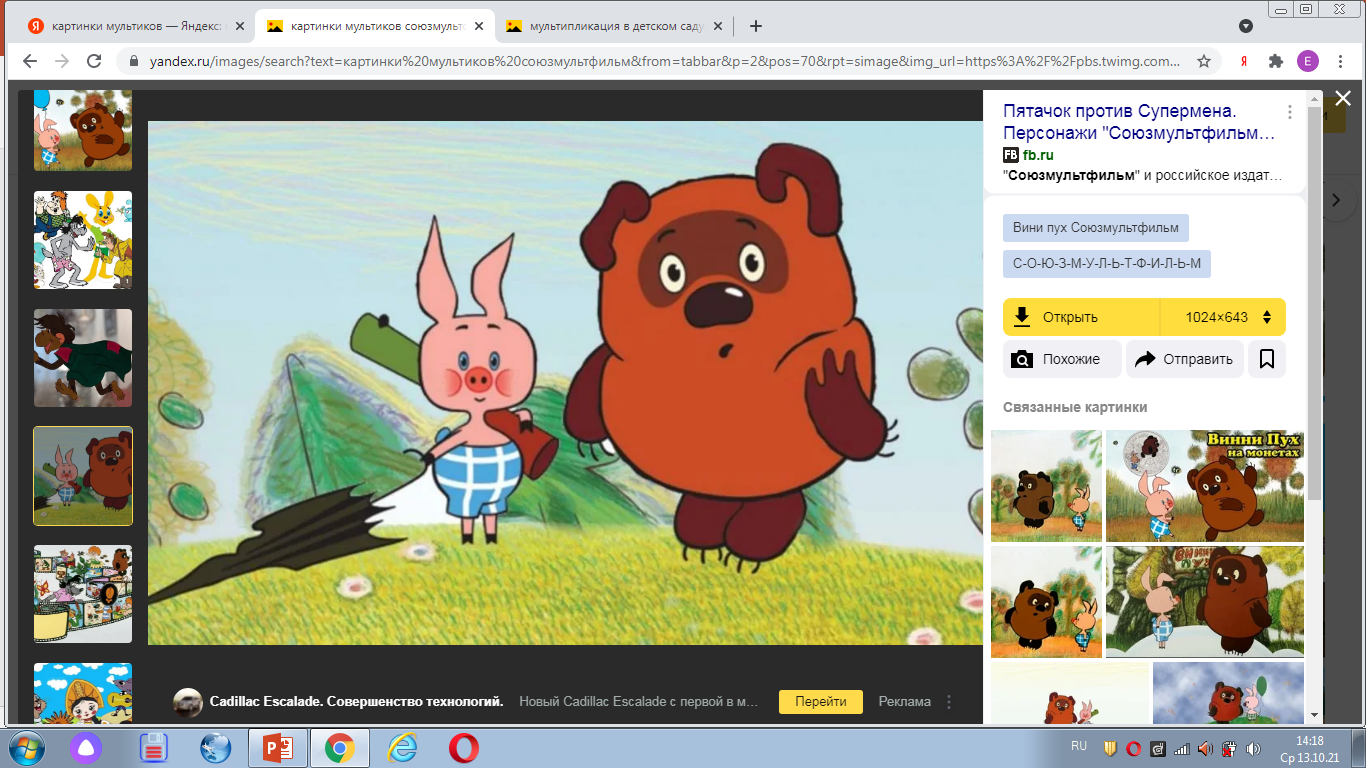 картинки мультиков — Яндекс:
картинки мультиков союзмульт
мультипликация в детском саду
yandex.ru/images/search?text=картинки%20мультиков%20союзмультфильм&from=tabbar&p=2&pos=70&rpt=simage&img_url=https%3A%2F%2Fpbs.twimg.com...
Я
E
Пятачок против Супермена.
Персонажи "Союзмультфильм…
FB fb.ru
"Союзмультфильм" и российское издат…
Вини пух Союзмультфильм
С-О-Ю-З-М-У-Л-Ь-Т-Ф-И-Л-Ь-М
Открыть 1024×643
Похожие Отправить
Связанные картинки
Винни Пух
на монетах
Cadillac Escalade. Совершенство технологий. Новый Cadillac Escalade с первой в м… Перейти Реклама
RU
14:18
Ср 13.10.21